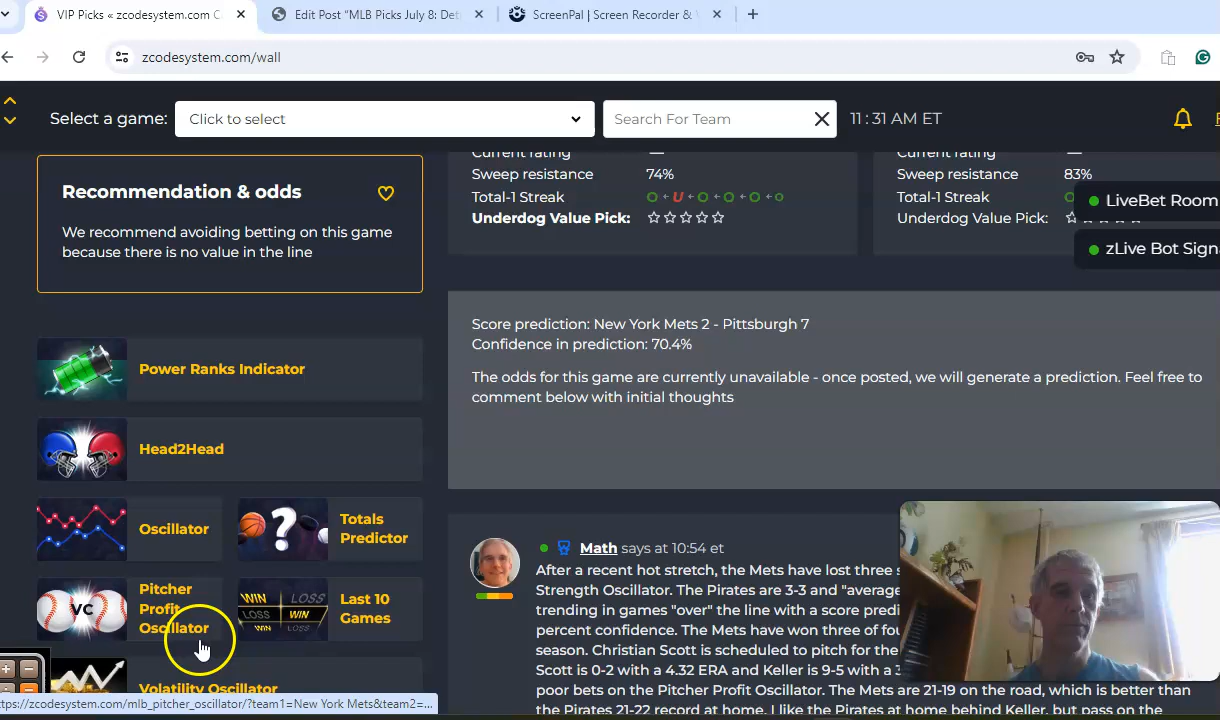 VIP Picks « zcodesystem.com C
Edit Post "MLB Picks July 8: Det
ScreenPal | Screen Recorder &
zcodesystem.com/wall
Select a game:
Click to select
Search For Team
11 : 31 AM ET
Recommendation & odds
We recommend avoiding betting on this game
because there is no value in the line
Power Ranks Indicator
Head2Head
Oscillator
Totals
Predictor
Pitcher
Profit
Oscillator
VC
WIN LOSS
LOSS WIN
WIN LOSS
Last 10
Games
Volatility Oscillator
ttps://zcodesystem.com/mlb_pitcher_oscillator/?team1=New York Mets&team2=...
Current rating —
Sweep resistance 74%
Total-1 Streak O U O O O O
Underdog Value Pick:
Current rating —
Sweep resistance 83%
Total-1 Streak O
Underdog Value Pick:
LiveBet Room
zLive Bot Signa
Score prediction: New York Mets 2 - Pittsburgh 7
Confidence in prediction: 70.4%
The odds for this game are currently unavailable - once posted, we will generate a prediction. Feel free to
comment below with initial thoughts
Math says at 10:54 et
After a recent hot stretch, the Mets have lost three s
Strength Oscillator. The Pirates are 3-3 and "average
trending in games "over" the line with a score predi
percent confidence. The Mets have won three of fou
season. Christian Scott is scheduled to pitch for the
Scott is 0-2 with a 4.32 ERA and Keller is 9-5 with a 3
poor bets on the Pitcher Profit Oscillator. The Mets are 21-19 on the road, which is better than
the Pirates 21-22 record at home. I like the Pirates at home behind Keller, but pass on the